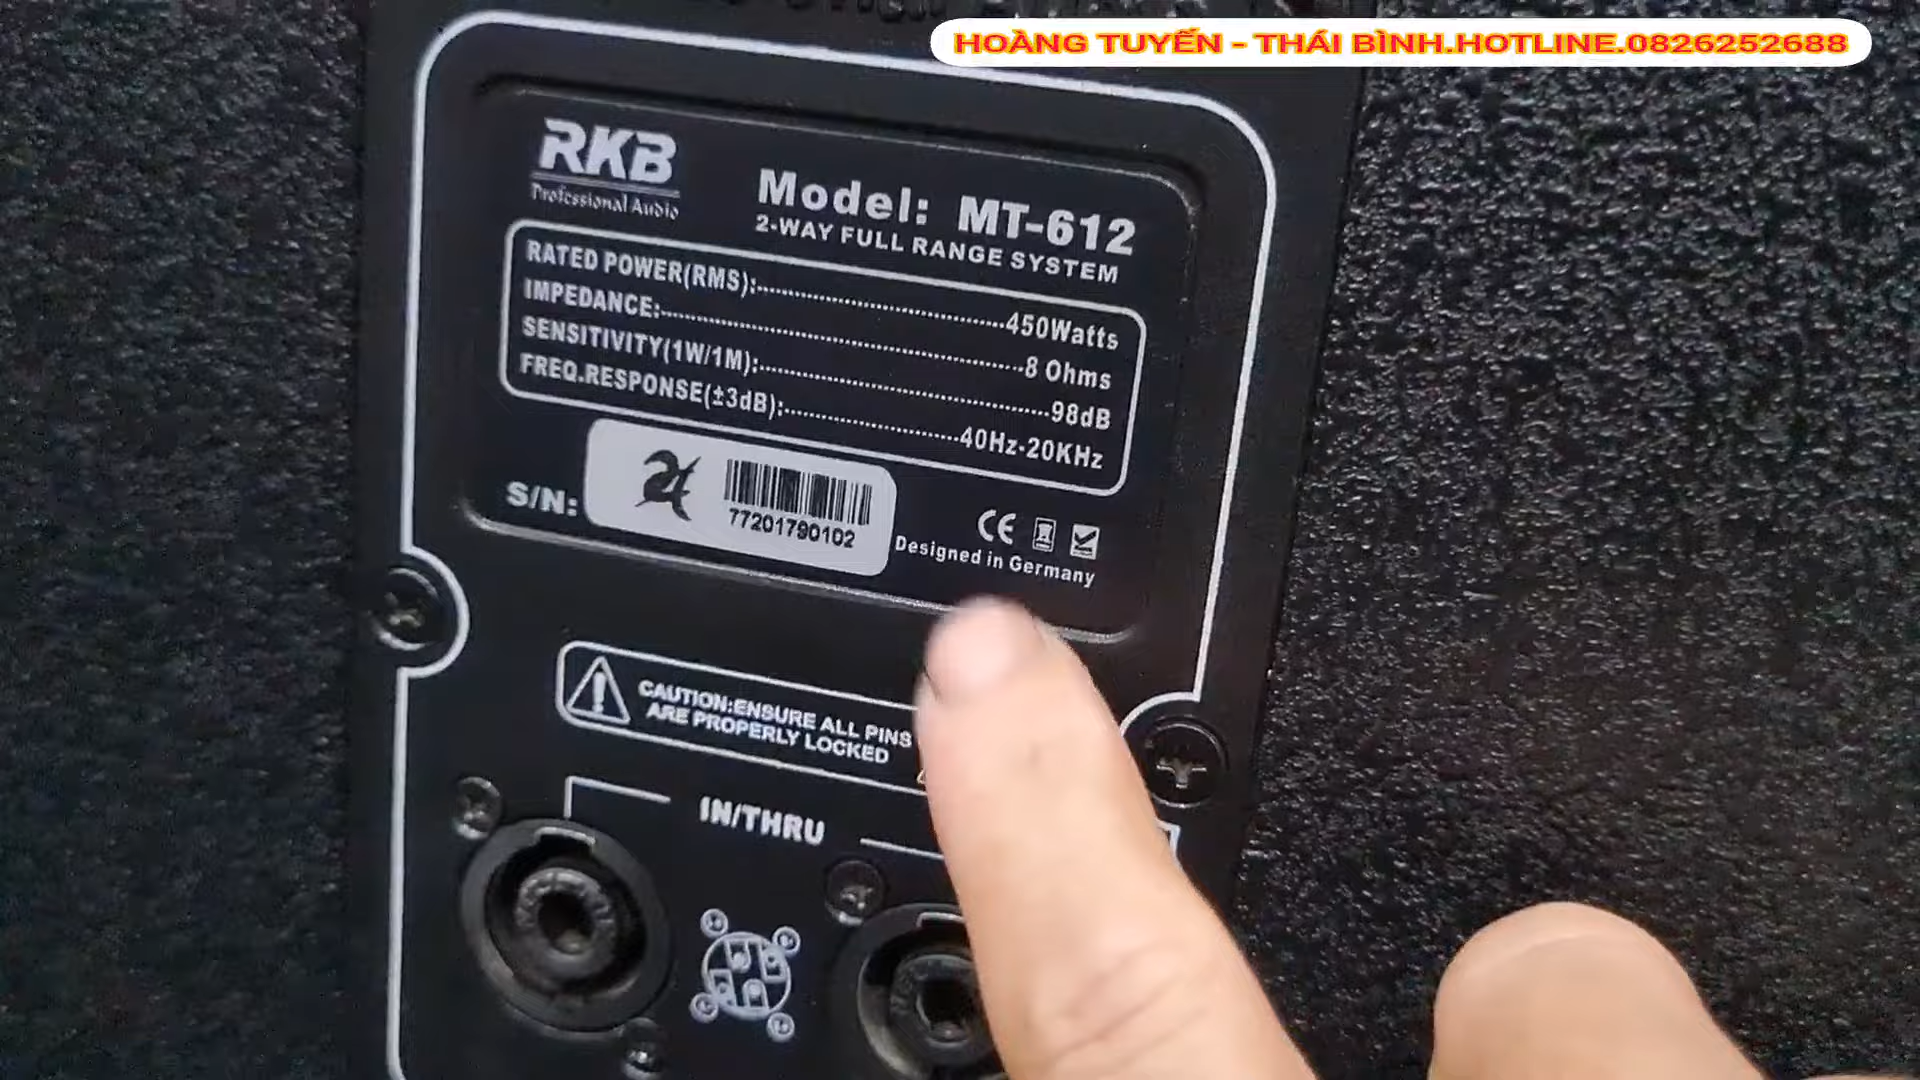 HOÀNG TUYẾN - THÁI BÌNH.HOTLINE.0826252688
RKB
Professional Audio
Model: MT-612
2-WAY FULL RANGE SYSTEM
RATED POWER(RMS):450Watts
IMPEDANCE:8 Ohms
SENSITIVITY(1W/1M):98dB
FREQ.RESPONSE(±3dB):40Hz-20KHz
S/N:
77201790102
CE
Designed in Germany
CAUTION:ENSURE ALL PINS
ARE PROPERLY LOCKED
IN/THRU